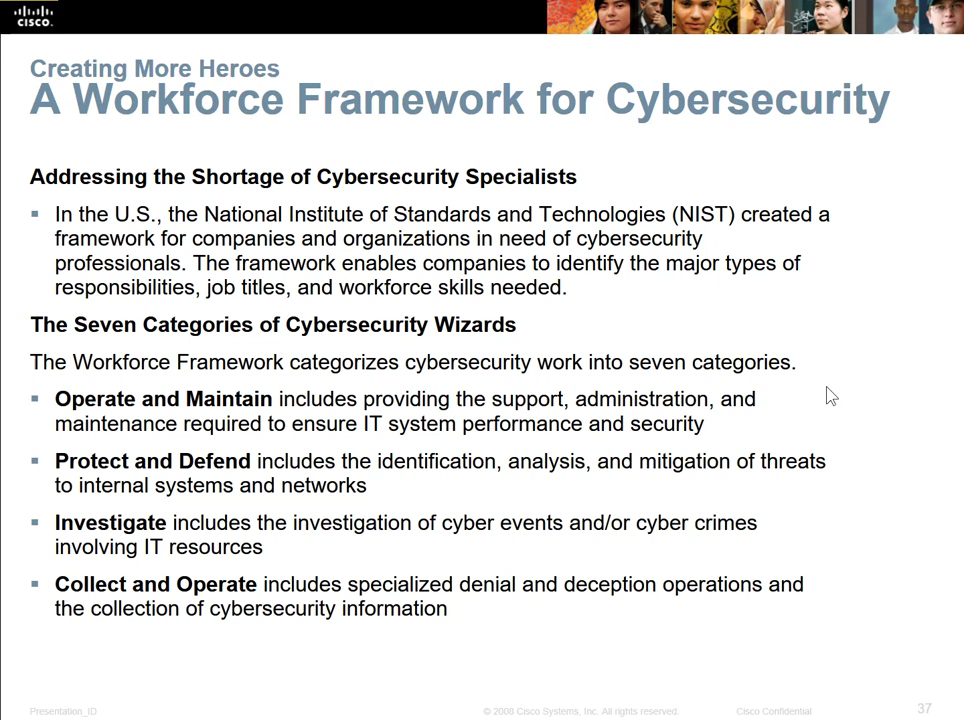 cisco.
Creating More Heroes
A Workforce Framework for Cybersecurity
Addressing the Shortage of Cybersecurity Specialists
In the U.S., the National Institute of Standards and Technologies (NIST) created a
framework for companies and organizations in need of cybersecurity
professionals. The framework enables companies to identify the major types of
responsibilities, job titles, and workforce skills needed.
The Seven Categories of Cybersecurity Wizards
The Workforce Framework categorizes cybersecurity work into seven categories.
Operate and Maintain includes providing the support, administration, and
maintenance required to ensure IT system performance and security
Protect and Defend includes the identification, analysis, and mitigation of threats
to internal systems and networks
Investigate includes the investigation of cyber events and/or cyber crimes
involving IT resources
Collect and Operate includes specialized denial and deception operations and
the collection of cybersecurity information
Presentation_ID
© 2008 Cisco Systems, Inc. All rights reserved.
Cisco Confidential
37